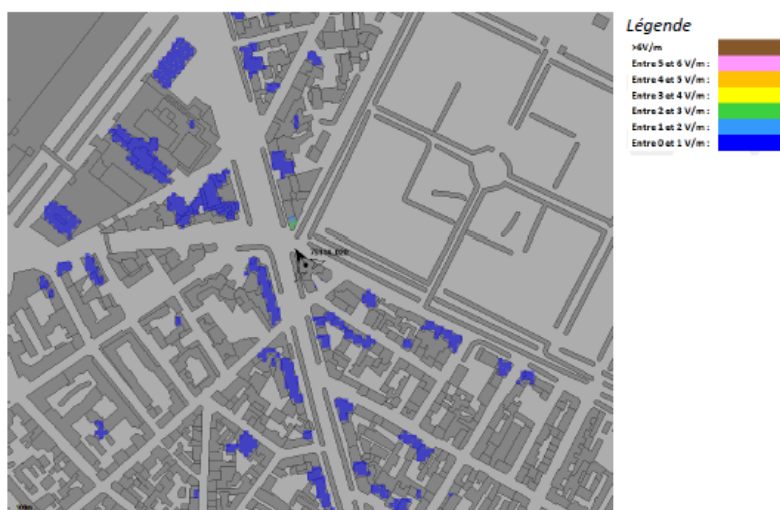 Légende
>6V/m
Entre 5 et 6 V/m :
Entre 4 et 5 V/m :
Entre 3 et 4 V/m :
Entre 2 et 3 V/m :
Entre 1 et 2 V/m :
Entre 0 et 1 V/m :